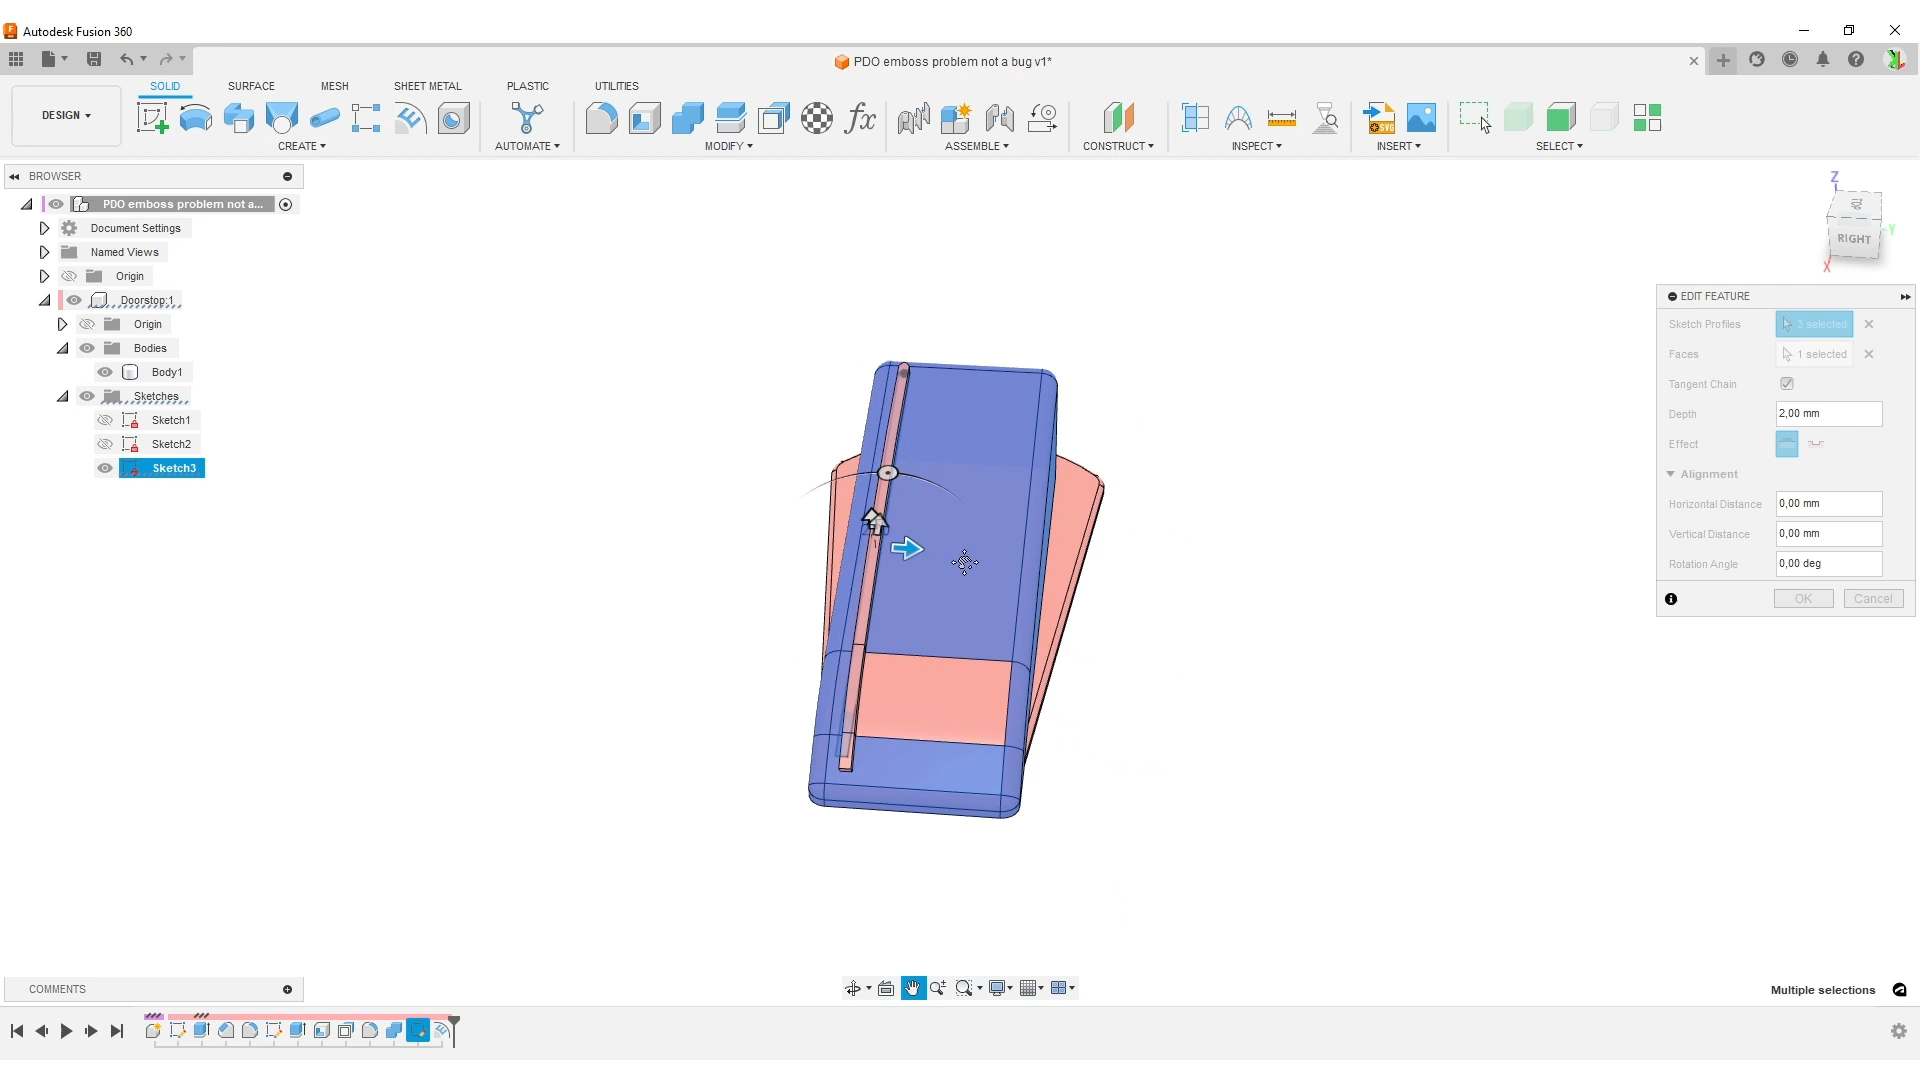 Autodesk Fusion 360
PDO emboss problem not a bug v1*
DESIGN
SOLID
SURFACE
MESH
SHEET METAL
PLASTIC
UTILITIES
CREATE
AUTOMATE
MODIFY
ASSEMBLE
CONSTRUCT
INSPECT
INSERT
SELECT
SVG
fx
BROWSER
PDO emboss problem not a...
Document Settings
Named Views
Origin
Doorstop:1
Origin
Bodies
Body1
Sketches
Sketch1
Sketch2
Sketch3
Z
TOP
RIGHT
Y
X
EDIT FEATURE
Sketch Profiles 3 selected
Faces 1 selected
Tangent Chain
Depth 2,00 mm
Effect
Alignment
Horizontal Distance 0,00 mm
Vertical Distance 0,00 mm
Rotation Angle 0,00 deg
OK Cancel
COMMENTS
Multiple selections